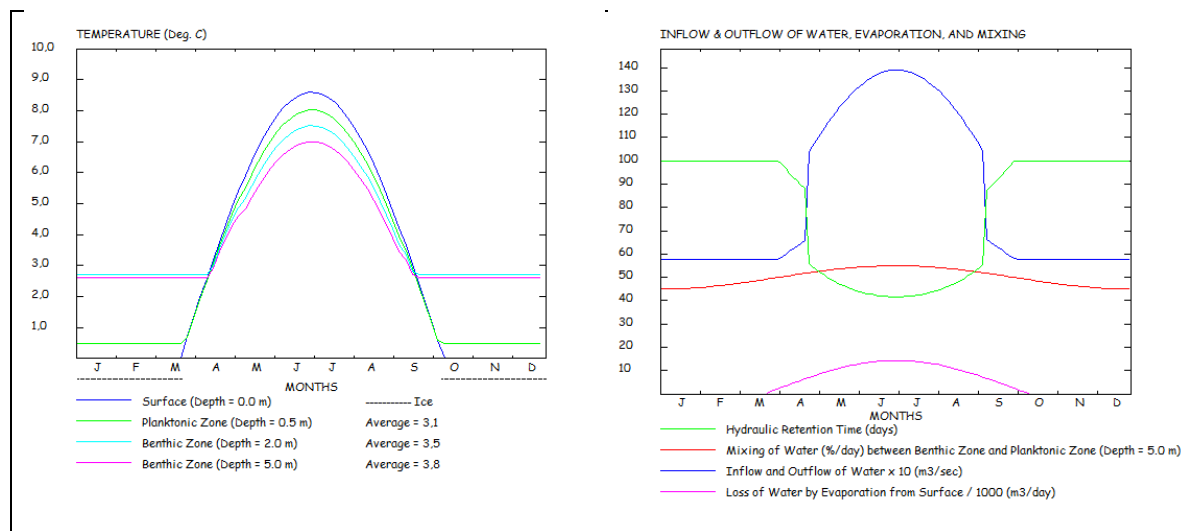 TEMPERATURE (Deg. C)
10,0
9,0
8,0
7,0
6,0
5,0
4,0
3,0
2,0
1,0
J F M A M J J A S O N D
MONTHS
Surface (Depth = 0.0 m) ---------- Ice
Planktonic Zone (Depth = 0.5 m) Average = 3,1
Benthic Zone (Depth = 2.0 m) Average = 3,5
Benthic Zone (Depth = 5.0 m) Average = 3,8
INFLOW & OUTFLOW OF WATER, EVAPORATION, AND MIXING
140
130
120
110
100
90
80
70
60
50
40
30
20
10
J F M A M J J A S O N D
MONTHS
Hydraulic Retention Time (days)
Mixing of Water (%/day) between Benthic Zone and Planktonic Zone (Depth = 5.0 m)
Inflow and Outflow of Water x 10 (m3/sec)
Loss of Water by Evaporation from Surface / 1000 (m3/day)